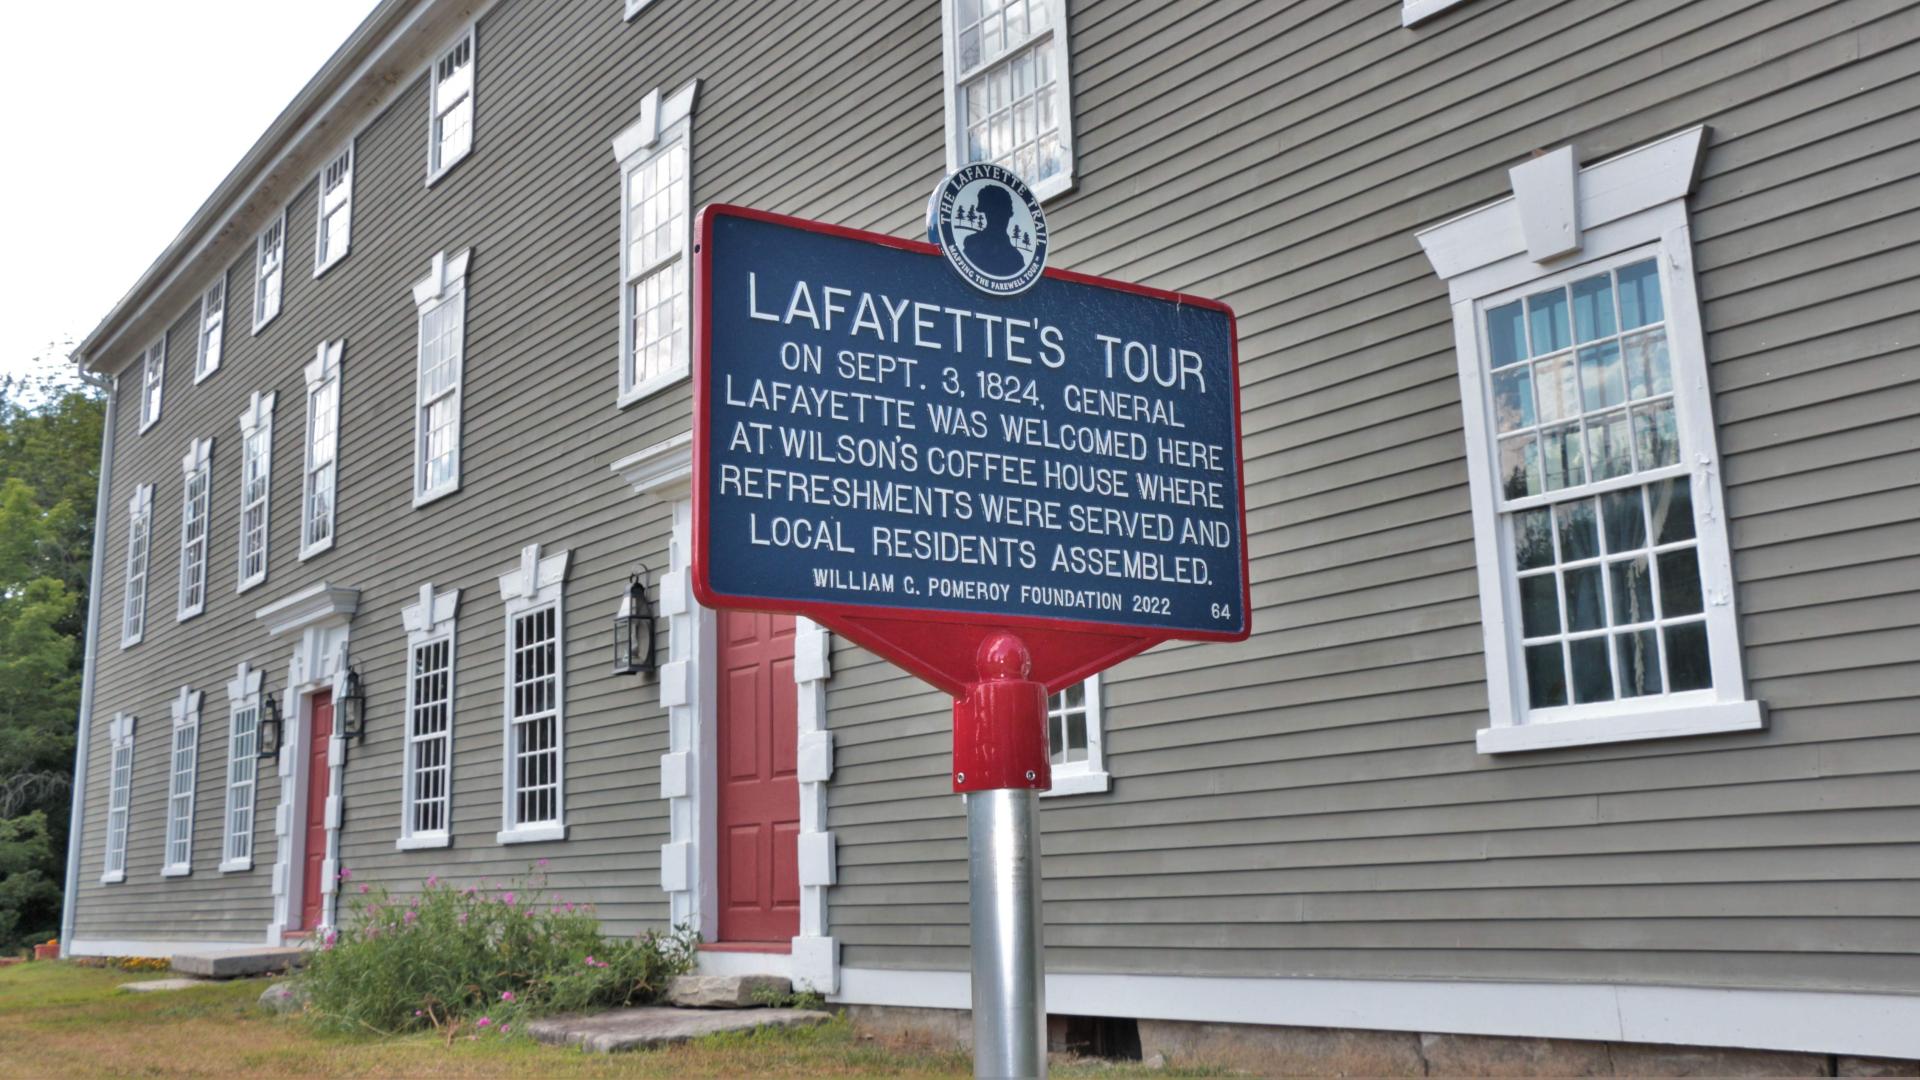 THE LAFAYETTE TRAIL
MAPPING THE FAREWELL TOUR™
LAFAYETTE'S TOUR
ON SEPT. 3, 1824, GENERAL
LAFAYETTE WAS WELCOMED HERE
AT WILSON'S COFFEE HOUSE WHERE
REFRESHMENTS WERE SERVED AND
LOCAL RESIDENTS ASSEMBLED.
WILLIAM G. POMEROY FOUNDATION 2022 64